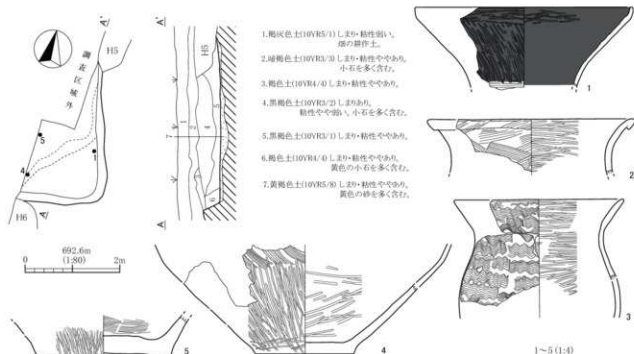 調査区域外
H5
H6
A
A'
5
1
4
692.6m
(1:80)
0 2m
A'
A
H5
1
2
4
5
6
7
1.褐灰色土(10YR5/1)しまり・粘性弱い。
畑の耕作土。
2.暗褐色土(10YR3/3)しまり・粘性ややあり。
小石を多く含む。
3.褐色土(10YR4/4)しまり・粘性ややあり。
4.黒褐色土(10YR3/2)しまりあり。
粘性やや弱い。小石を多く含む。
5.黒褐色土(10YR3/1)しまり・粘性ややあり。
6.褐色土(10YR4/4)しまり・粘性ややあり。
黄色の小石を多く含む。
7.黄褐色土(10YR5/8)しまり・粘性ややあり。
黄色の砂を多く含む。
1
2
3
4
5
1~5(1:4)